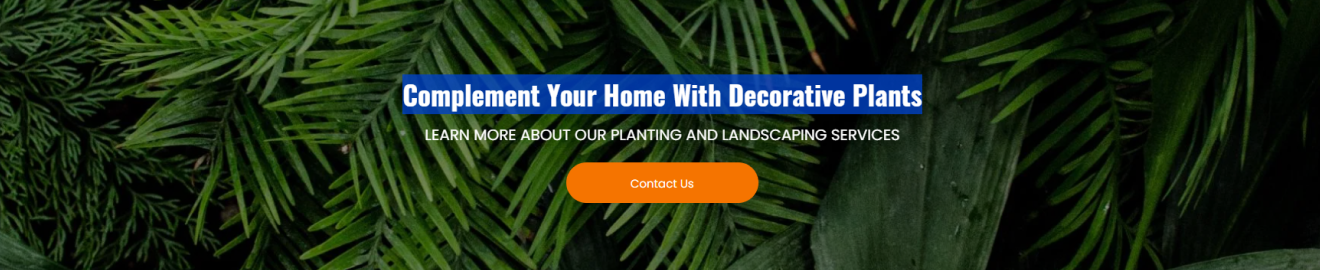 Complement Your Home With Decorative Plants
LEARN MORE ABOUT OUR PLANTING AND LANDSCAPING SERVICES
Contact Us